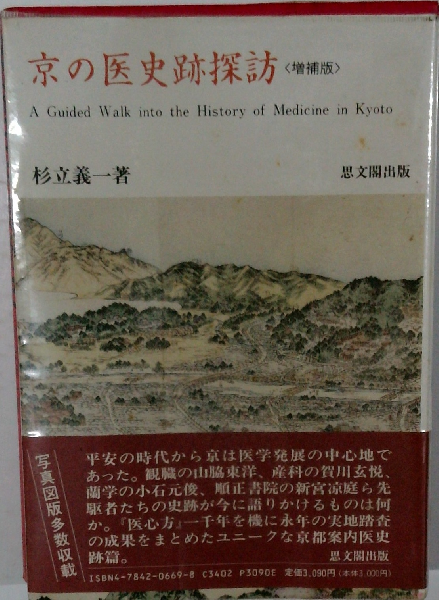 京の医史跡探訪〈増補版〉
A Guided Walk into the History of Medicine in Kyoto
杉立義一著
思文閣出版
写真図版多数収載
平安の時代から京は医学発展の中心地で
あった。観臓の山脇東洋、産科の賀川玄悦、
蘭学の小石元俊、順正書院の新宮凉庭ら先
駆者たちの史跡が今に語りかけるものは何
か。『医心方』一千年を機に永年の実地踏査
の成果をまとめたユニークな京都案内医史
跡篇。
思文閣出版
ISBN4-7842-0669-8 C3402 P3090E 定価3,090円(本体3,000円)